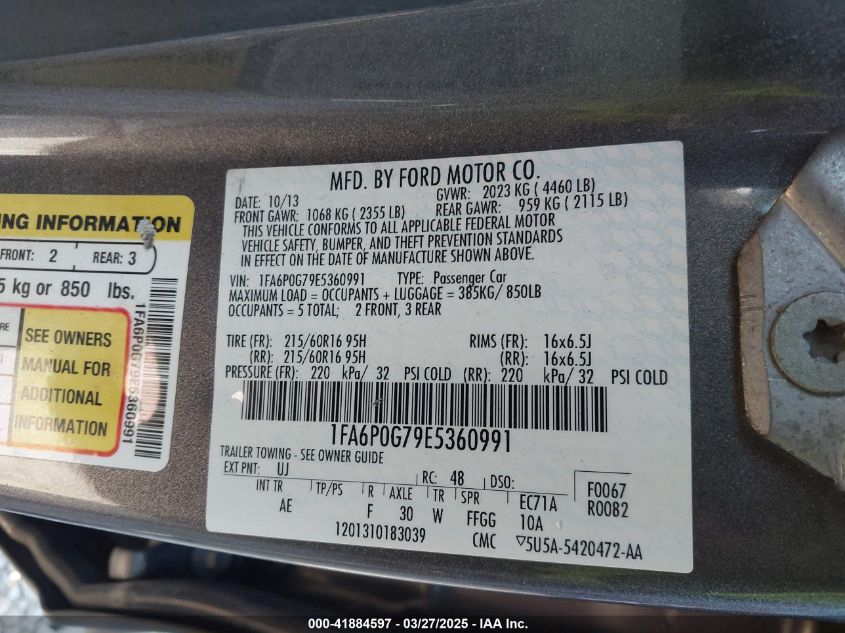 MFD. BY FORD MOTOR CO.
DATE: 10/13 GVWR: 2023 KG ( 4460 LB)
FRONT GAWR: 1068 KG ( 2355 LB) REAR GAWR: 959 KG ( 2115 LB)
THIS VEHICLE CONFORMS TO ALL APPLICABLE FEDERAL MOTOR
VEHICLE SAFETY, BUMPER, AND THEFT PREVENTION STANDARDS
IN EFFECT ON THE DATE OF MANUFACTURE SHOWN ABOVE.
VIN: 1FA6P0G79E5360991 TYPE: Passenger Car
MAXIMUM LOAD = OCCUPANTS + LUGGAGE = 385KG/ 850LB
OCCUPANTS = 5 TOTAL; 2 FRONT, 3 REAR
TIRE (FR): 215/60R16 95H RIMS (FR): 16x6.5J
(RR): 215/60R16 95H (RR): 16x6.5J
PRESSURE (FR): 220 kPa/ 32 PSI COLD (RR): 220 kPa/ 32 PSI COLD
1FA6P0G79E5360991
TRAILER TOWING - SEE OWNER GUIDE
EXT PNT: UJ RC: 48 DSO: F0067
R0082
INT TR TP/PS R AXLE TR SPR EC71A
AE F 30 W FFGG 10A
1201310183039 CMC ▽5U5A-5420472-AA
NG INFORMATION
FRONT: 2 REAR: 3
5 kg or 850 lbs.
SEE OWNERS
MANUAL FOR
ADDITIONAL
INFORMATION
1FA6P0G79E5360991
000-41884597 - 03/27/2025 - IAA Inc.